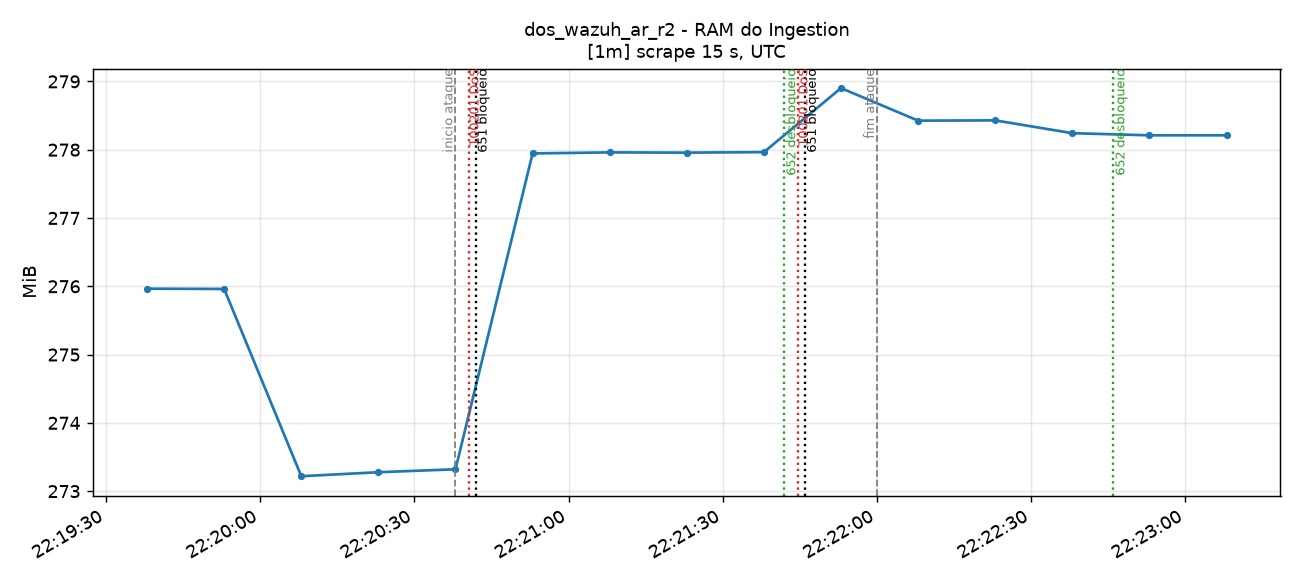 dos_wazuh_ar_r2 - RAM do Ingestion
[1m] scrape 15 s, UTC
MiB
279
278
277
276
275
274
273
inicio ataque
651 bloqueio
652 desbloqueio
651 bloqueio
fim ataque
652 desbloqueio
22:19:30
22:20:00
22:20:30
22:21:00
22:21:30
22:22:00
22:22:30
22:23:00